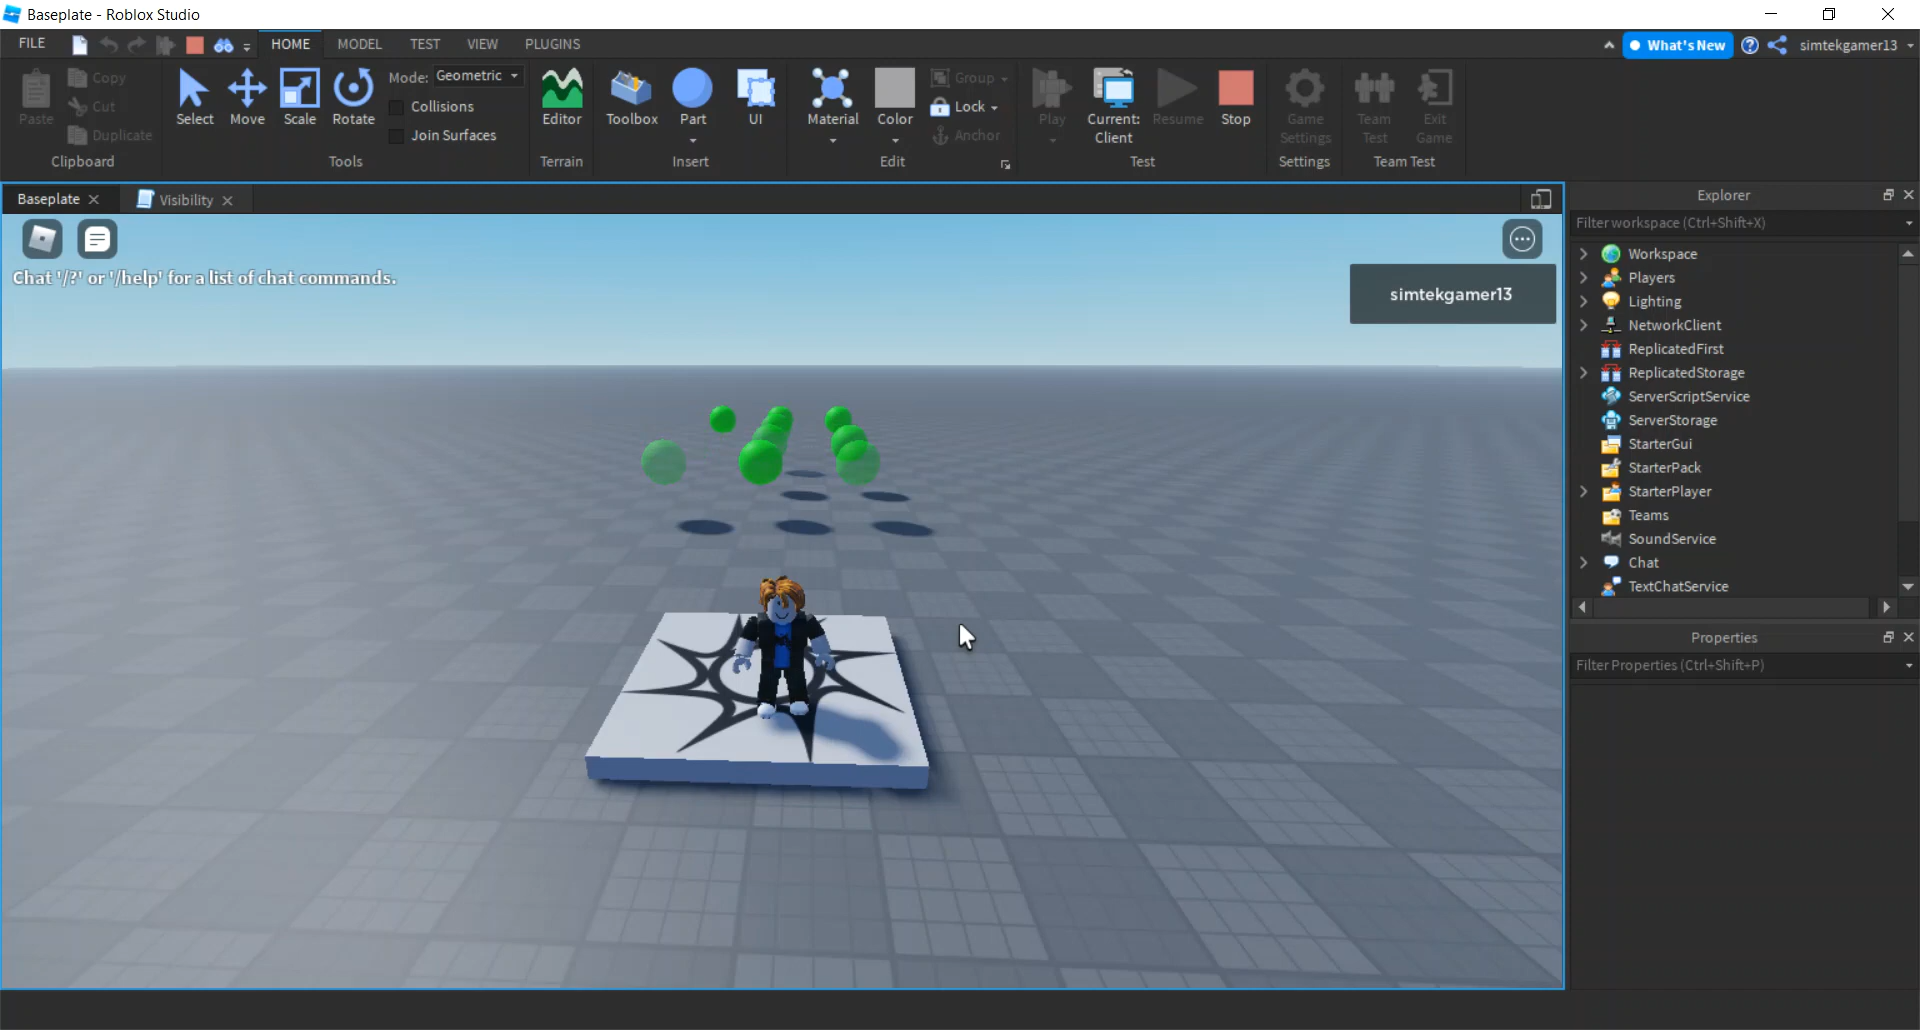 Baseplate - Roblox Studio
FILE
HOME
MODEL
TEST
VIEW
PLUGINS
What's New
simtekgamer13
Paste
Copy
Cut
Duplicate
Clipboard
Select
Move
Scale
Rotate
Mode: Geometric
Collisions
Join Surfaces
Tools
Editor
Terrain
Toolbox
Part
UI
Insert
Material
Color
Group
Lock
Anchor
Edit
Play
Current:
Client
Resume
Stop
Test
Game
Settings
Settings
Team
Test
Exit
Game
Team Test
Baseplate
Visibility
Chat '/?' or '/help' for a list of chat commands.
simtekgamer13
Explorer
Filter workspace (Ctrl+Shift+X)
Workspace
Players
Lighting
NetworkClient
ReplicatedFirst
ReplicatedStorage
ServerScriptService
ServerStorage
StarterGui
StarterPack
StarterPlayer
Teams
SoundService
Chat
TextChatService
Properties
Filter Properties (Ctrl+Shift+P)